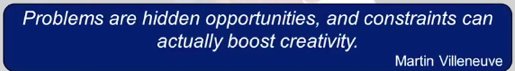 Problems are hidden opportunities, and constraints can
actually boost creativity.
Martin Villeneuve